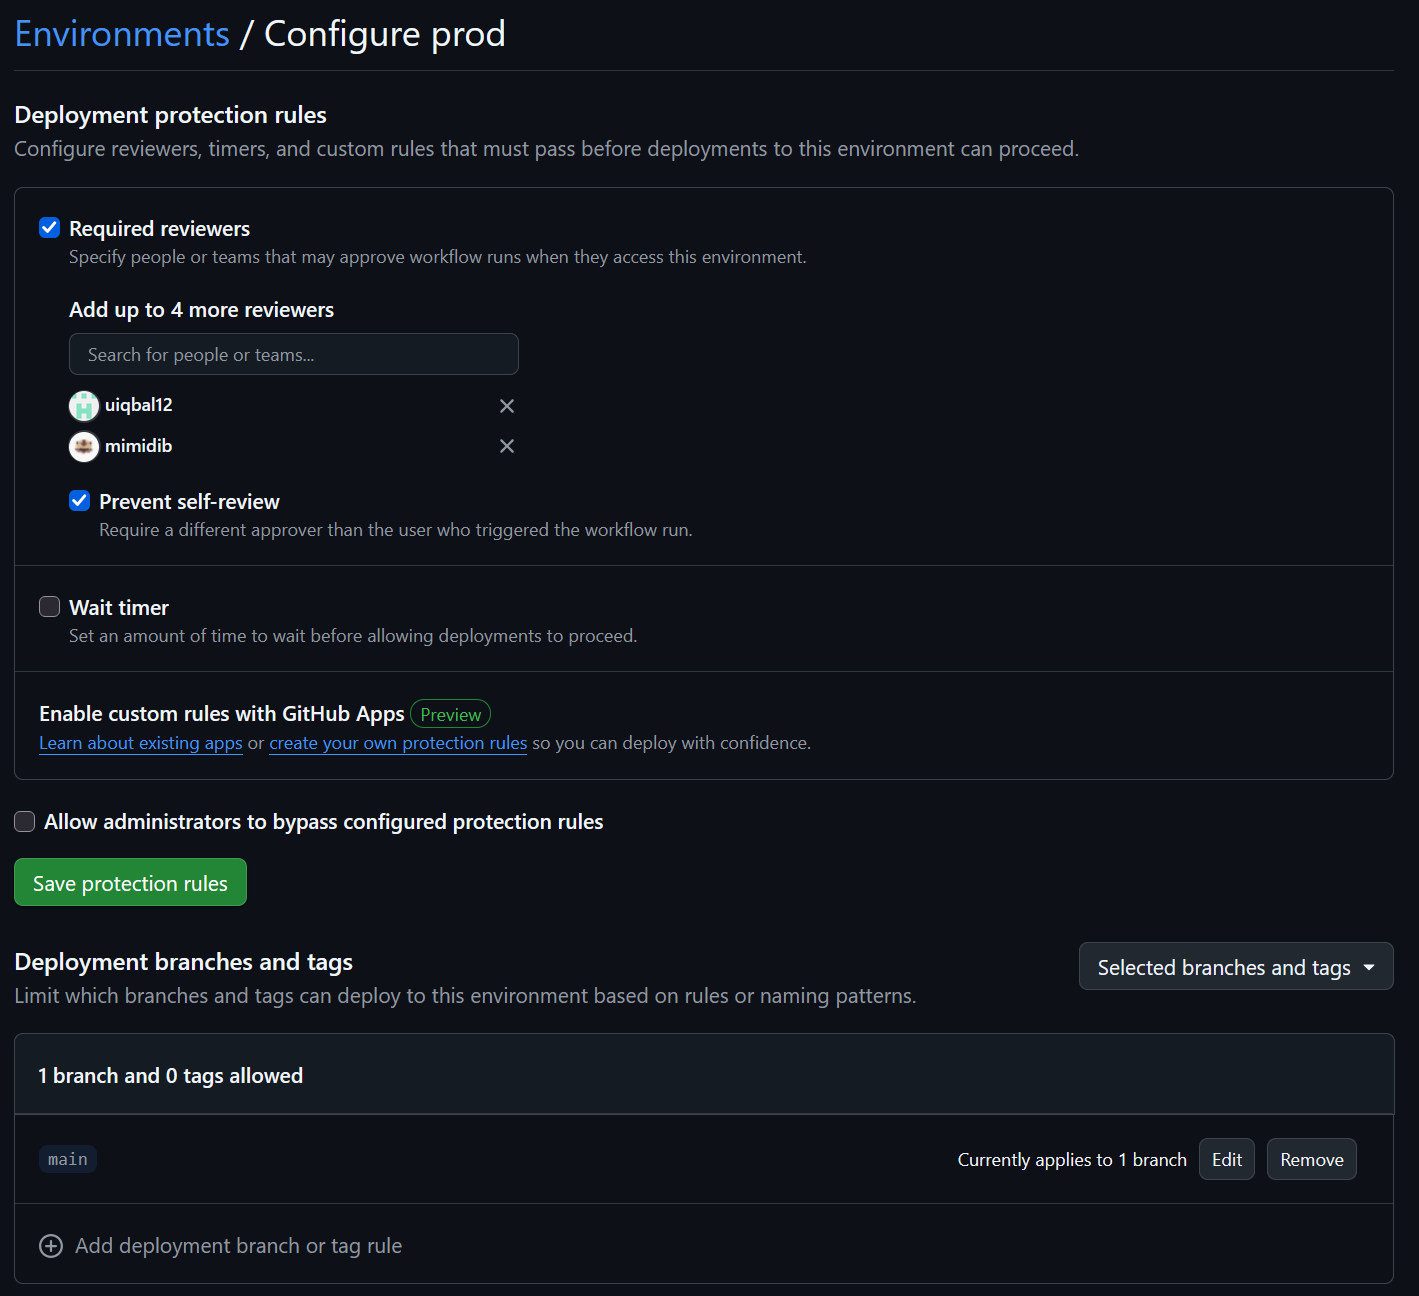 Environments / Configure prod
Deployment protection rules
Configure reviewers, timers, and custom rules that must pass before deployments to this environment can proceed.
Required reviewers
Specify people or teams that may approve workflow runs when they access this environment.
Add up to 4 more reviewers
Search for people or teams...
uiqbal12
mimidib
Prevent self-review
Require a different approver than the user who triggered the workflow run.
Wait timer
Set an amount of time to wait before allowing deployments to proceed.
Enable custom rules with GitHub Apps Preview
Learn about existing apps or create your own protection rules so you can deploy with confidence.
Allow administrators to bypass configured protection rules
Save protection rules
Deployment branches and tags
Selected branches and tags
Limit which branches and tags can deploy to this environment based on rules or naming patterns.
1 branch and 0 tags allowed
main Currently applies to 1 branch Edit Remove
Add deployment branch or tag rule